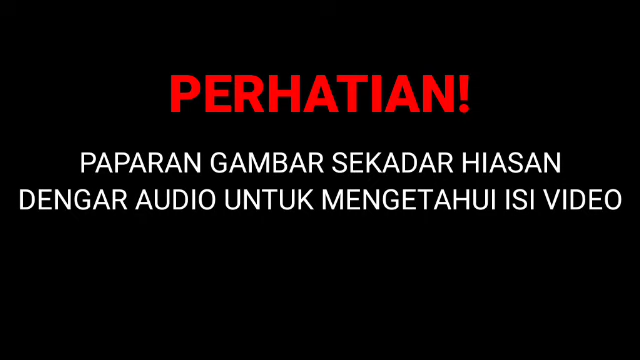 PERHATIAN!
PAPARAN GAMBAR SEKADAR HIASAN
DENGAR AUDIO UNTUK MENGETAHUI ISI VIDEO